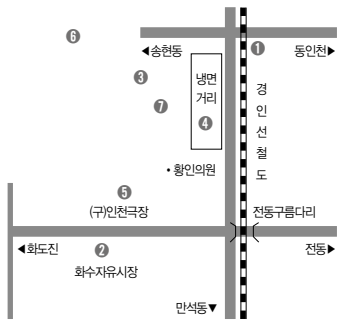 ❻
❶
◀송현동
동인천▶
❸
냉면
거리
경인선철도
❼
❹
• 황인의원
❺
(구)인천극장
전동구름다리
◀화도진
❷
전동▶
화수자유시장
만석동▼